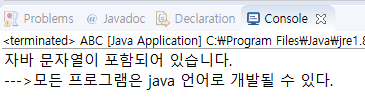 Problems @ Javadoc Declaration Console
<terminated> ABC [Java Application] C:₩Program Files₩Java₩jre1.8
자바 문자열이 포함되어 있습니다.
--->모든 프로그램은 java 언어로 개발될 수 있다.